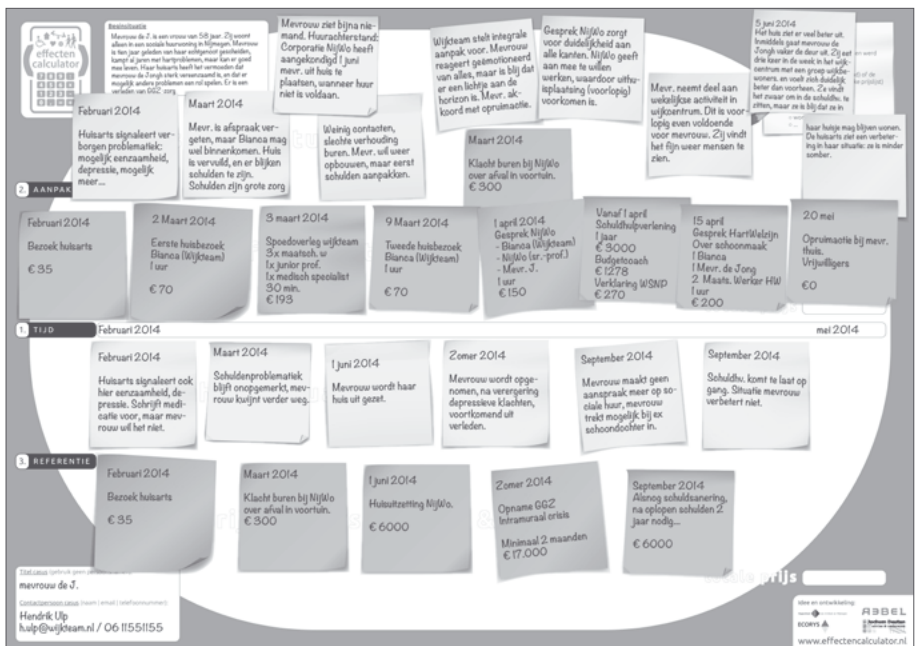 effecten
calculator
Beginsituatie
Mevrouw de J. is een vrouw van 58 jaar. Zij woont
alleen in een sociale huurwoning in Nijmegen. Mevrouw
is tien jaar geleden van haar echtgenoot gescheiden,
kampt al jaren met hartproblemen, maar kan er goed
mee leven. Haar huisarts heeft het vermoeden dat
mevrouw de J. sterk vereenzaamd is, en dat er
mogelijk andere problemen een rol spelen. Er is een
verleden van GGZ zorg
Mevrouw ziet bijna nie-
mand. Huurachterstand:
Corporatie NijWo heeft
aangekondigd 1 juni
mevr. uit huis te
plaatsen, wanneer huur
niet is voldaan.
Wijkteam stelt integrale
aanpak voor. Mevrouw
reageert geëmotioneerd
van alles, maar is blij dat
er een lichtje aan de
horizon is. Mevr. ak-
koord met opruimactie.
Gesprek NijWo zorgt
voor duidelijkheid aan
alle kanten. NijWo geeft
aan mee te willen
werken, waardoor uithu-
isplaatsing (voorlopig)
voorkomen is.
Mevr. neemt deel aan
wekelijkse activiteit in
wijkzentrum. Dit is voor-
lopig even voldoende
voor mevrouw. Zij vindt
het fijn weer mensen te
zien.
5 juni 2014
Het huis ziet er veel beter uit.
Inmiddels gaat mevrouw de
Jongh vaker de deur uit. Zij eet
drie keer in de week in het wijk-
centrum met een groep wijkbe-
woners, en voelt zich duidelijk
beter dan voorheen. Zij vindt
het zwaar om in de schuldhv. te
zitten, maar ze is blij dat ze in
haar huisje mag blijven wonen.
De huisarts ziet een verbeter-
ing in haar situatie: ze is minder
somber.
Februari 2014
Huisarts signaleert ver-
borgen problematiek:
mogelijk eenzaamheid,
depressie, mogelijk
meer...
Maart 2014
Mevr. is afspraak ver-
geten, maar Bianca mag
wel binnenkomen. Huis
is vervuild, en er blijken
schulden te zijn.
Schulden zijn grote zorg
Weinig contacten,
slechte verhouding
buren. Mevr. wil weer
opbouwen, maar eerst
schulden aanpakken.
Maart 2014
Klacht buren bij NijWo
over afval in voortuin.
€ 300
2. AANPAK
Februari 2014
Bezoek huisarts
€ 35
2 Maart 2014
Eerste huisbezoek
Bianca (Wijkteam)
1 uur
€ 70
3 maart 2014
Spoedoverleg wijkteam
3x maatsch. w
1x junior prof.
1x medisch specialist
30 min.
€ 193
9 Maart 2014
Tweede huisbezoek
Bianca (Wijkteam)
1 uur
€ 70
1 april 2014
Gesprek NijWo
- Bianca (Wijkteam)
- NijWo (sr.-prof.)
- Mevr. J.
1 uur
€ 150
Vanaf 1 april
Schuldhulpverlening
1 jaar
€ 3000
Budgetcoach
€ 1278
Verklaring WSNP
€ 270
15 april
Gesprek HartWelzijn
Over schoonmaak
1 Bianca
1 Mevr. de Jong
2 Maats. Werker HW
1 uur
€ 200
20 mei
Opruimactie bij mevr.
thuis.
Vrijwilligers
€0
1. TIJD
Februari 2014
mei 2014
Februari 2014
Huisarts signaleert ook
hier eenzaamheid, de-
pressie. Schrijft medi-
catie voor, maar mev-
rouw wil het niet.
Maart 2014
Schuldenproblematiek
blijft onopgemerkt, mev-
rouw kwijnt verder weg.
1 juni 2014
Mevrouw wordt haar
huis uit gezet.
Zomer 2014
Mevrouw wordt opge-
nomen, na verergering
depressieve klachten,
voortkomend uit
verleden.
September 2014
Mevrouw maakt geen
aanspraak meer op so-
ciale huur, mevrouw
trekt mogelijk bij ex
schoondochter in.
September 2014
Schuldhv. komt te laat op
gang. Situatie mevrouw
verbetert niet.
3. REFERENTIE
Februari 2014
Bezoek huisarts
€ 35
Maart 2014
Klacht buren bij NijWo
over afval in voortuin.
€ 300
1 juni 2014
Huisuitzetting NijWo.
€ 6000
Zomer 2014
Opname GGZ
Intramuraal crisis
Minimaal 2 maanden
€ 17.000
September 2014
Alsnog schuldsanering,
na oplopen schulden 2
jaar nodig...
€ 6000
prijs
Titel casus
mevrouw de J.
Contactpersoon casus (naam | email | telefoonnummer)
Hendrik Ulp
h.ulp@wijkteam.nl / 06 11551155
Idee en ontwikkeling:
ECORYS
www.effectencalculator.nl